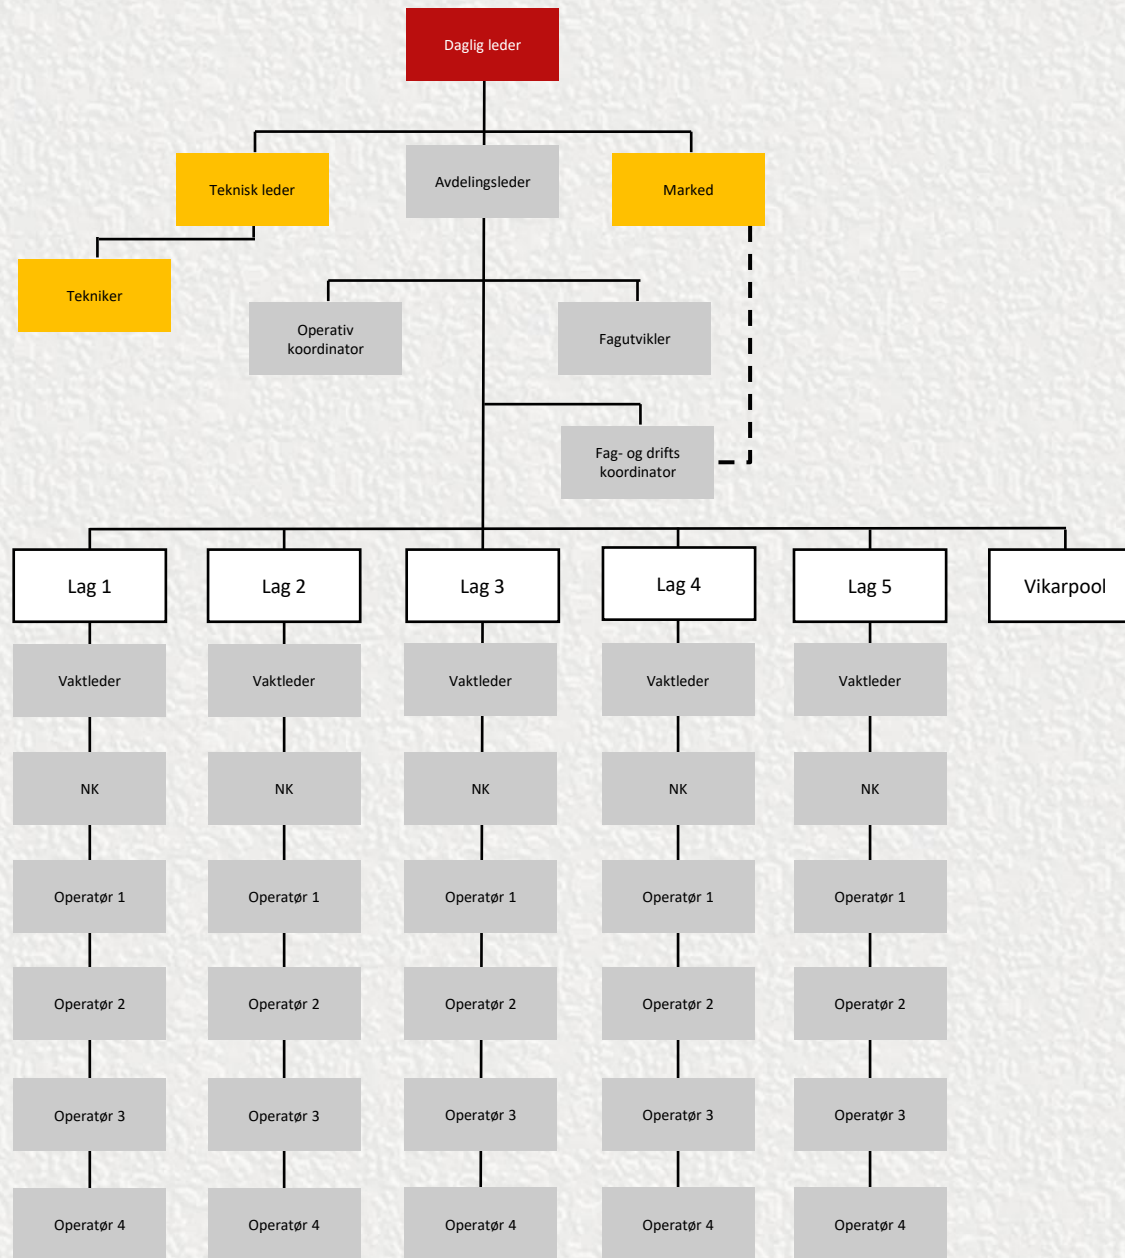 Daglig leder
Teknisk leder
Avdelingsleder
Marked
Tekniker
Operativ
koordinator
Fagutvikler
Fag- og drifts
koordinator
Lag 1
Lag 2
Lag 3
Lag 4
Lag 5
Vikarpool
Vaktleder
Vaktleder
Vaktleder
Vaktleder
Vaktleder
NK
NK
NK
NK
NK
Operatør 1
Operatør 1
Operatør 1
Operatør 1
Operatør 1
Operatør 2
Operatør 2
Operatør 2
Operatør 2
Operatør 2
Operatør 3
Operatør 3
Operatør 3
Operatør 3
Operatør 3
Operatør 4
Operatør 4
Operatør 4
Operatør 4
Operatør 4